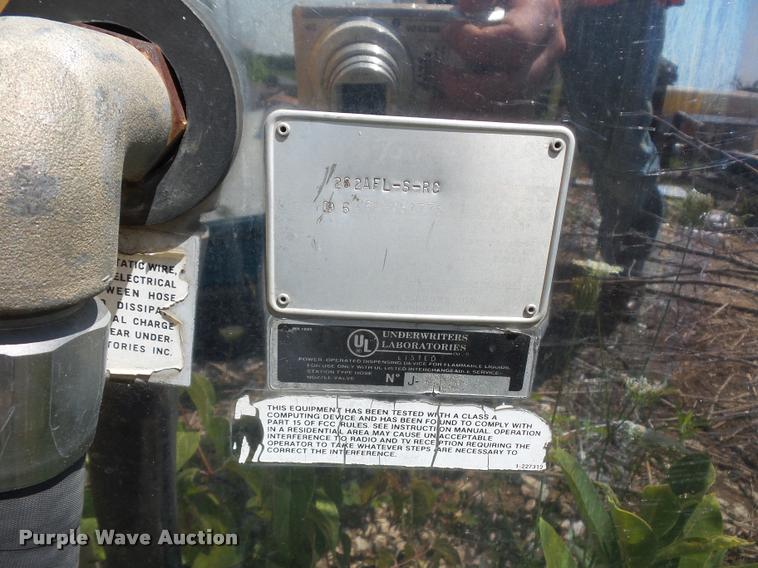 262AFL-S-RC
TATIC WIRE,
ELECTRICAL
WEEN HOSE
DISSIPA
AL CHARGE
EAR UNDER-
TORIES INC.
UL
UNDERWRITERS
LABORATORIES
LISTED
POWER-OPERATED DISPENSING DEVICE FOR FLAMMABLE LIQUIDS.
FOR USE ONLY WITH UL LISTED INTERCHANGEABLE SERVICE-
STATION TYPE HOSE
NOZZLE VALVE
Nº J-
THIS EQUIPMENT HAS BEEN TESTED WITH A CLASS A
COMPUTING DEVICE AND HAS BEEN FOUND TO COMPLY WITH
PART 15 OF FCC RULES. SEE INSTRUCTION MANUAL. OPERATION
IN A RESIDENTIAL AREA MAY CAUSE UNACCEPTABLE
INTERFERENCE TO RADIO AND TV RECEPTION REQUIRING THE
OPERATOR TO TAKE WHATEVER STEPS ARE NECESSARY TO
CORRECT THE INTERFERENCE.
1-227312
Purple Wave Auction